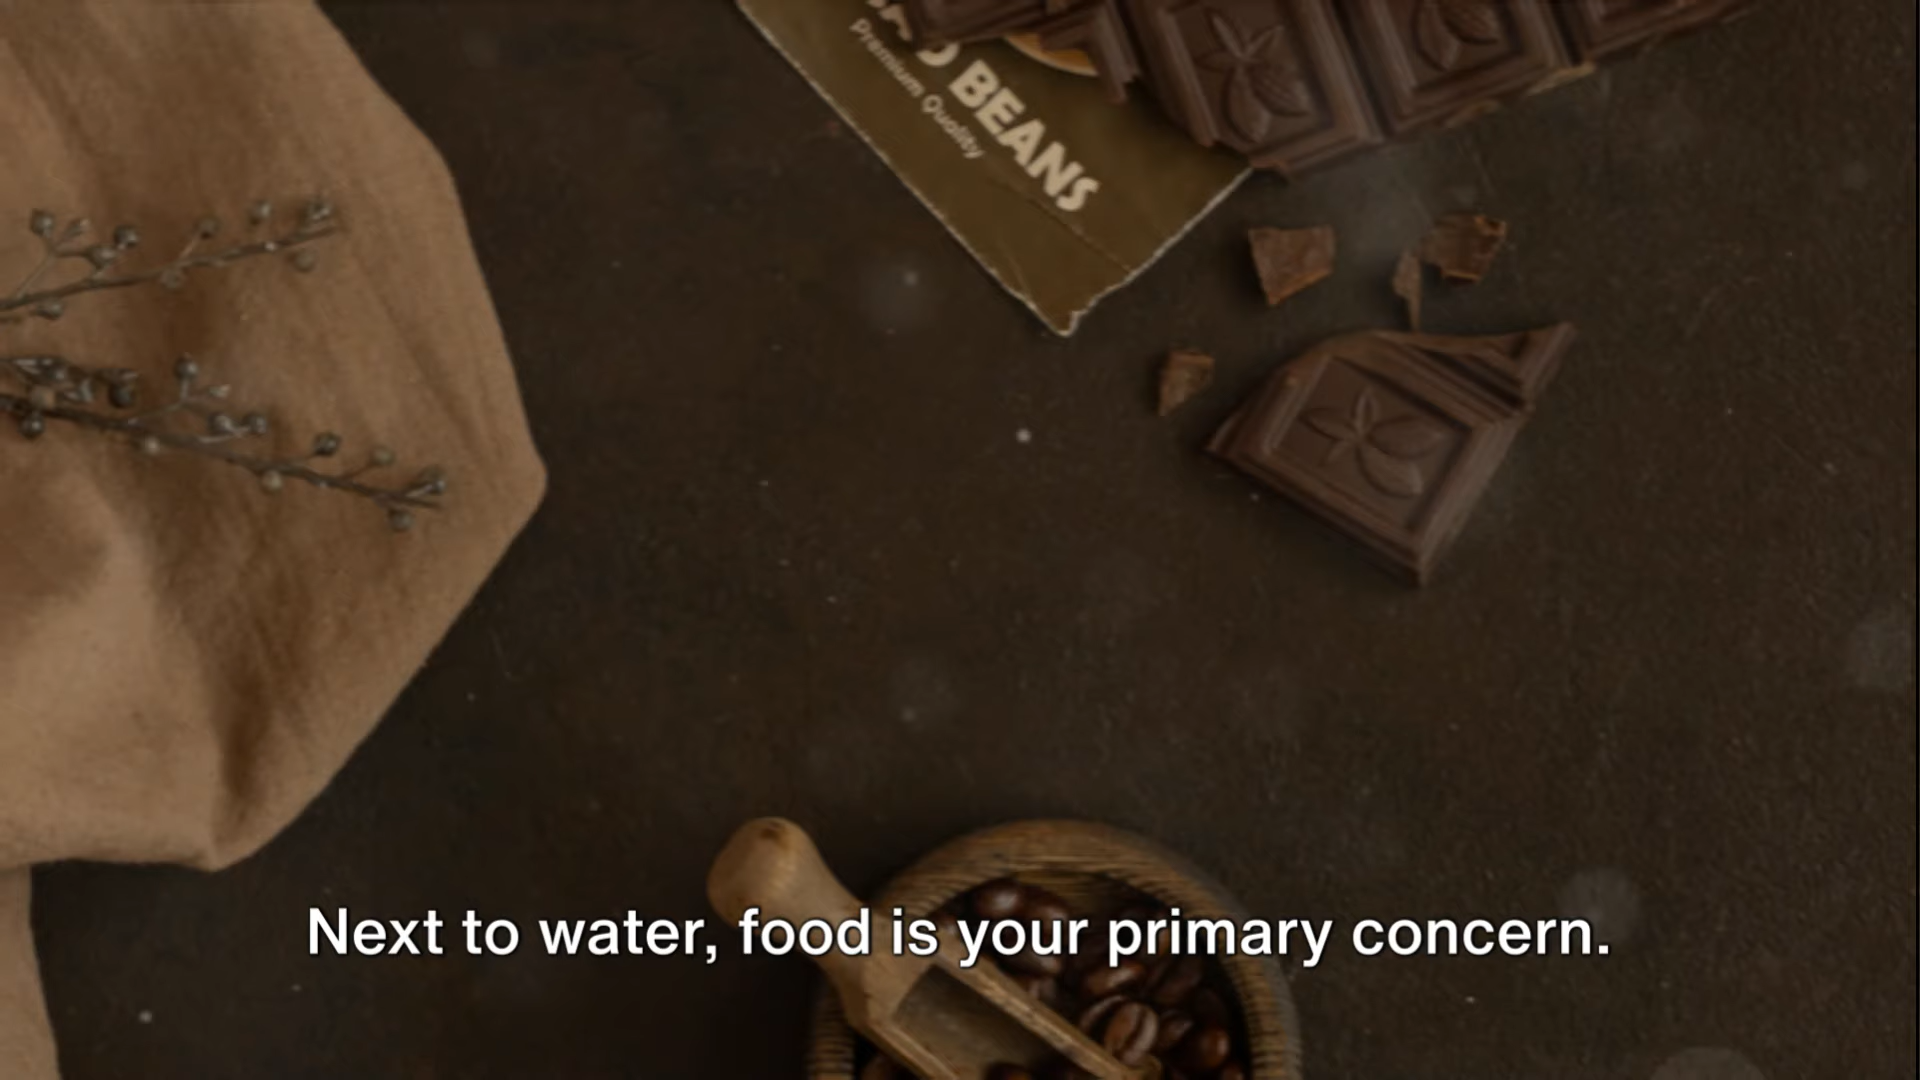 BEANS
Premium Quality
Next to water, food is your primary concern.